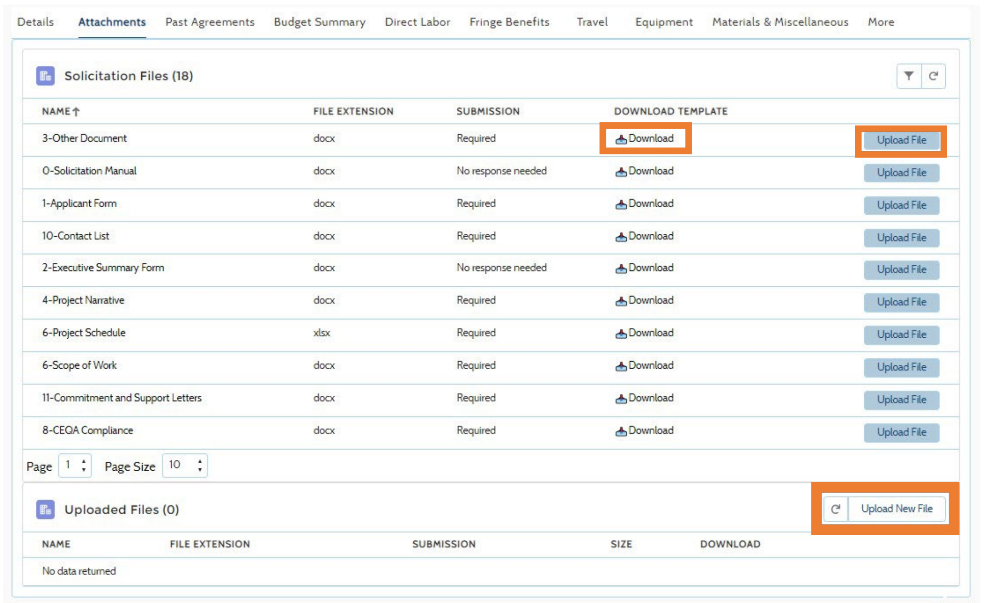 Details Attachments Past Agreements Budget Summary Direct Labor Fringe Benefits Travel Equipment Materials & Miscellaneous More
Solicitation Files (18)
NAME FILE EXTENSION SUBMISSION DOWNLOAD TEMPLATE
3-Other Document docx Required Download Upload File
0-Solicitation Manual docx No response needed Download Upload File
1-Applicant Form docx Required Download Upload File
10-Contact List docx Required Download Upload File
2-Executive Summary Form docx No response needed Download Upload File
4-Project Narrative docx Required Download Upload File
6-Project Schedule xlsx Required Download Upload File
6-Scope of Work docx Required Download Upload File
11-Commitment and Support Letters docx Required Download Upload File
8-CEQA Compliance docx Required Download Upload File
Page 1 Page Size 10
Uploaded Files (0) Upload New File
NAME FILE EXTENSION SUBMISSION SIZE DOWNLOAD
No data returned